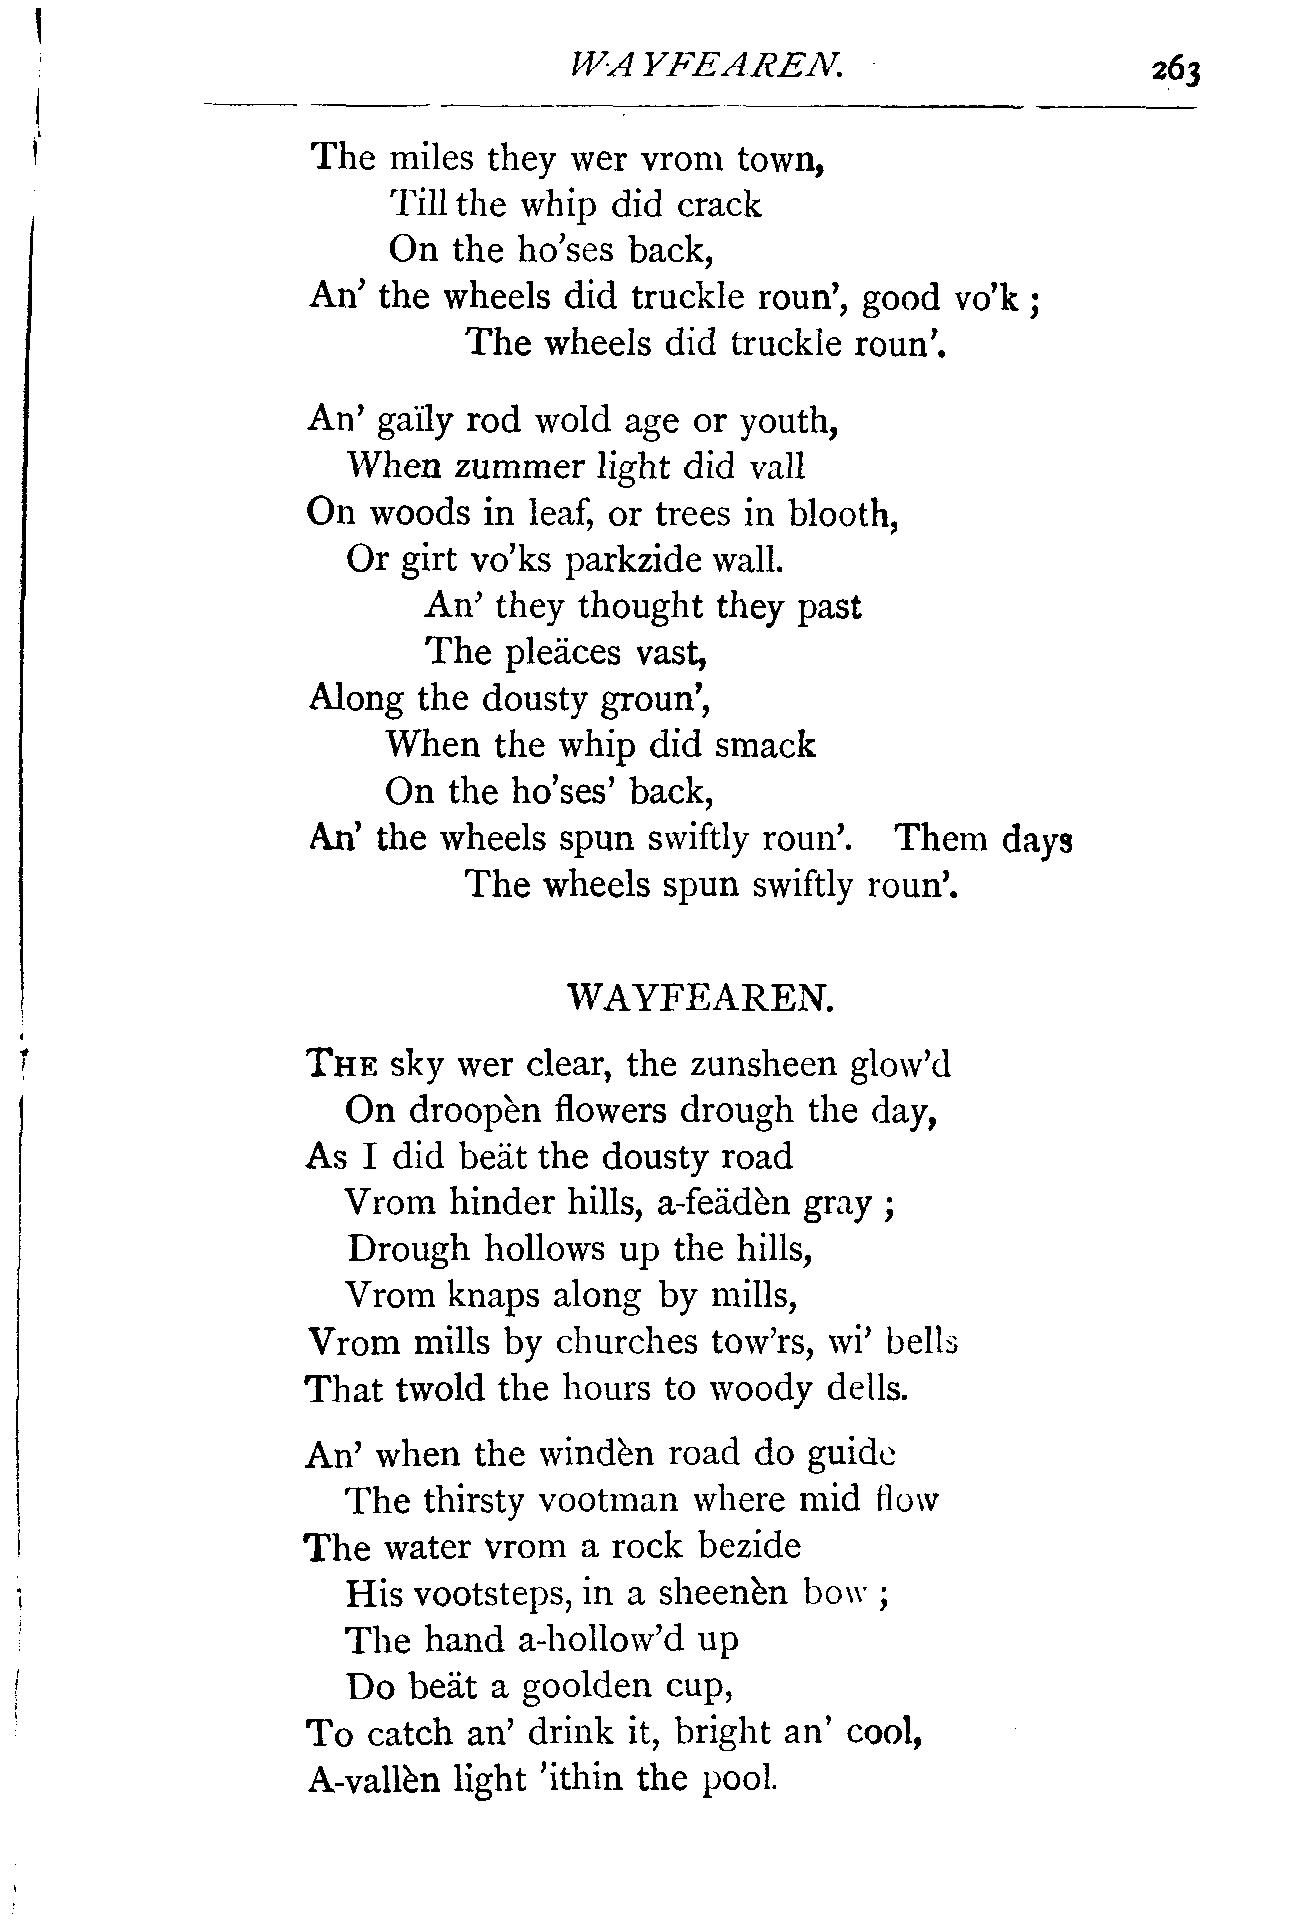 WAYFEAREN. 263
The miles they wer vrom town,
Till the whip did crack
On the ho'ses back,
An' the wheels did truckle roun', good vo'k ;
The wheels did truckle roun'.
An' gaïly rod wold age or youth,
When zummer light did vall
On woods in leaf, or trees in blooth,
Or girt vo'ks parkzide wall.
An' they thought they past
The pleäces vast,
Along the dousty groun',
When the whip did smack
On the ho'ses' back,
An' the wheels spun swiftly roun'. Them days
The wheels spun swiftly roun'.
WAYFEAREN.
THE sky wer clear, the zunsheen glow'd
On droopèn flowers drough the day,
As I did beät the dousty road
Vrom hinder hills, a-feädèn gray ;
Drough hollows up the hills,
Vrom knaps along by mills,
Vrom mills by churches tow'rs, wi' bells
That twold the hours to woody dells.
An' when the windèn road do guide
The thirsty vootman where mid flow
The water vrom a rock bezide
His vootsteps, in a sheenèn bow ;
The hand a-hollow'd up
Do beät a goolden cup,
To catch an' drink it, bright an' cool,
A-vallèn light 'ithin the pool.